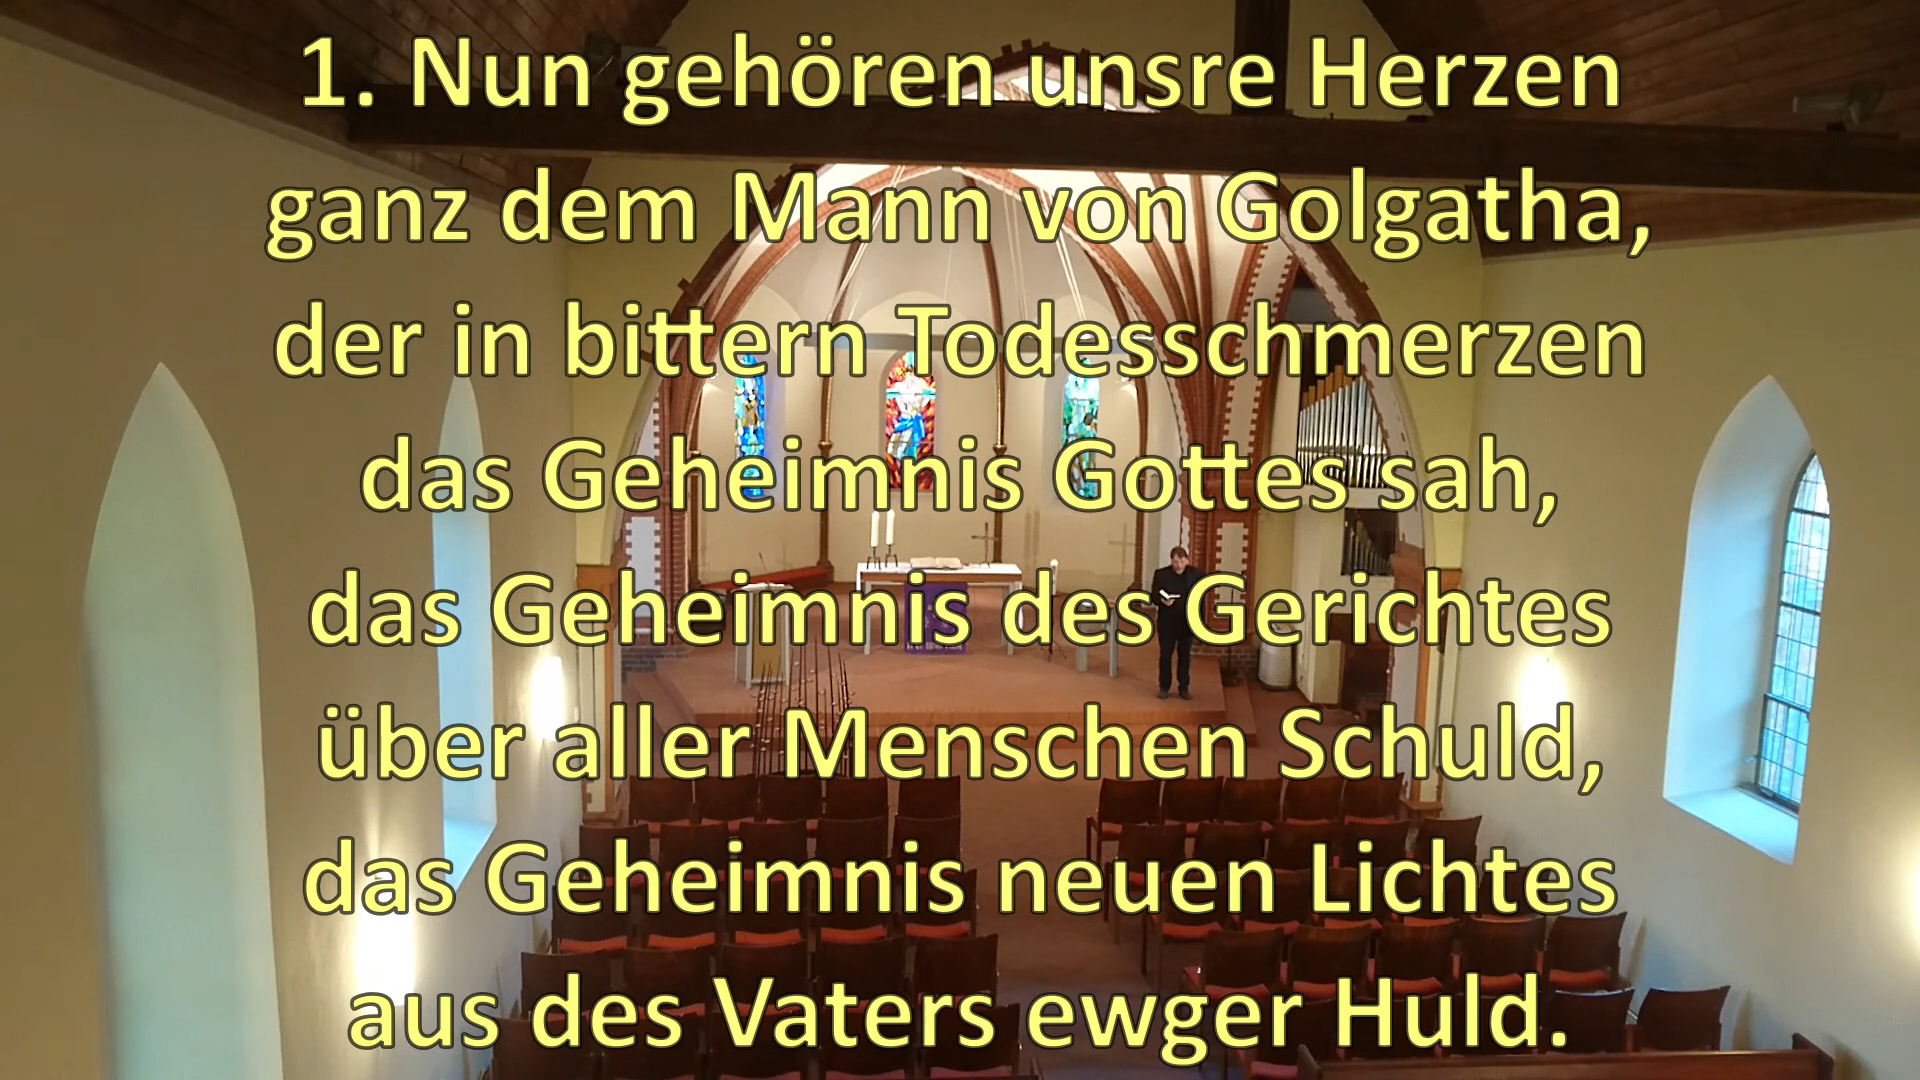 1. Nun gehören unsre Herzen
ganz dem Mann von Golgatha,
der in bittern Todesschmerzen
das Geheimnis Gottes sah,
das Geheimnis des Gerichtes
über aller Menschen Schuld,
das Geheimnis neuen Lichtes
aus des Vaters ewger Huld.